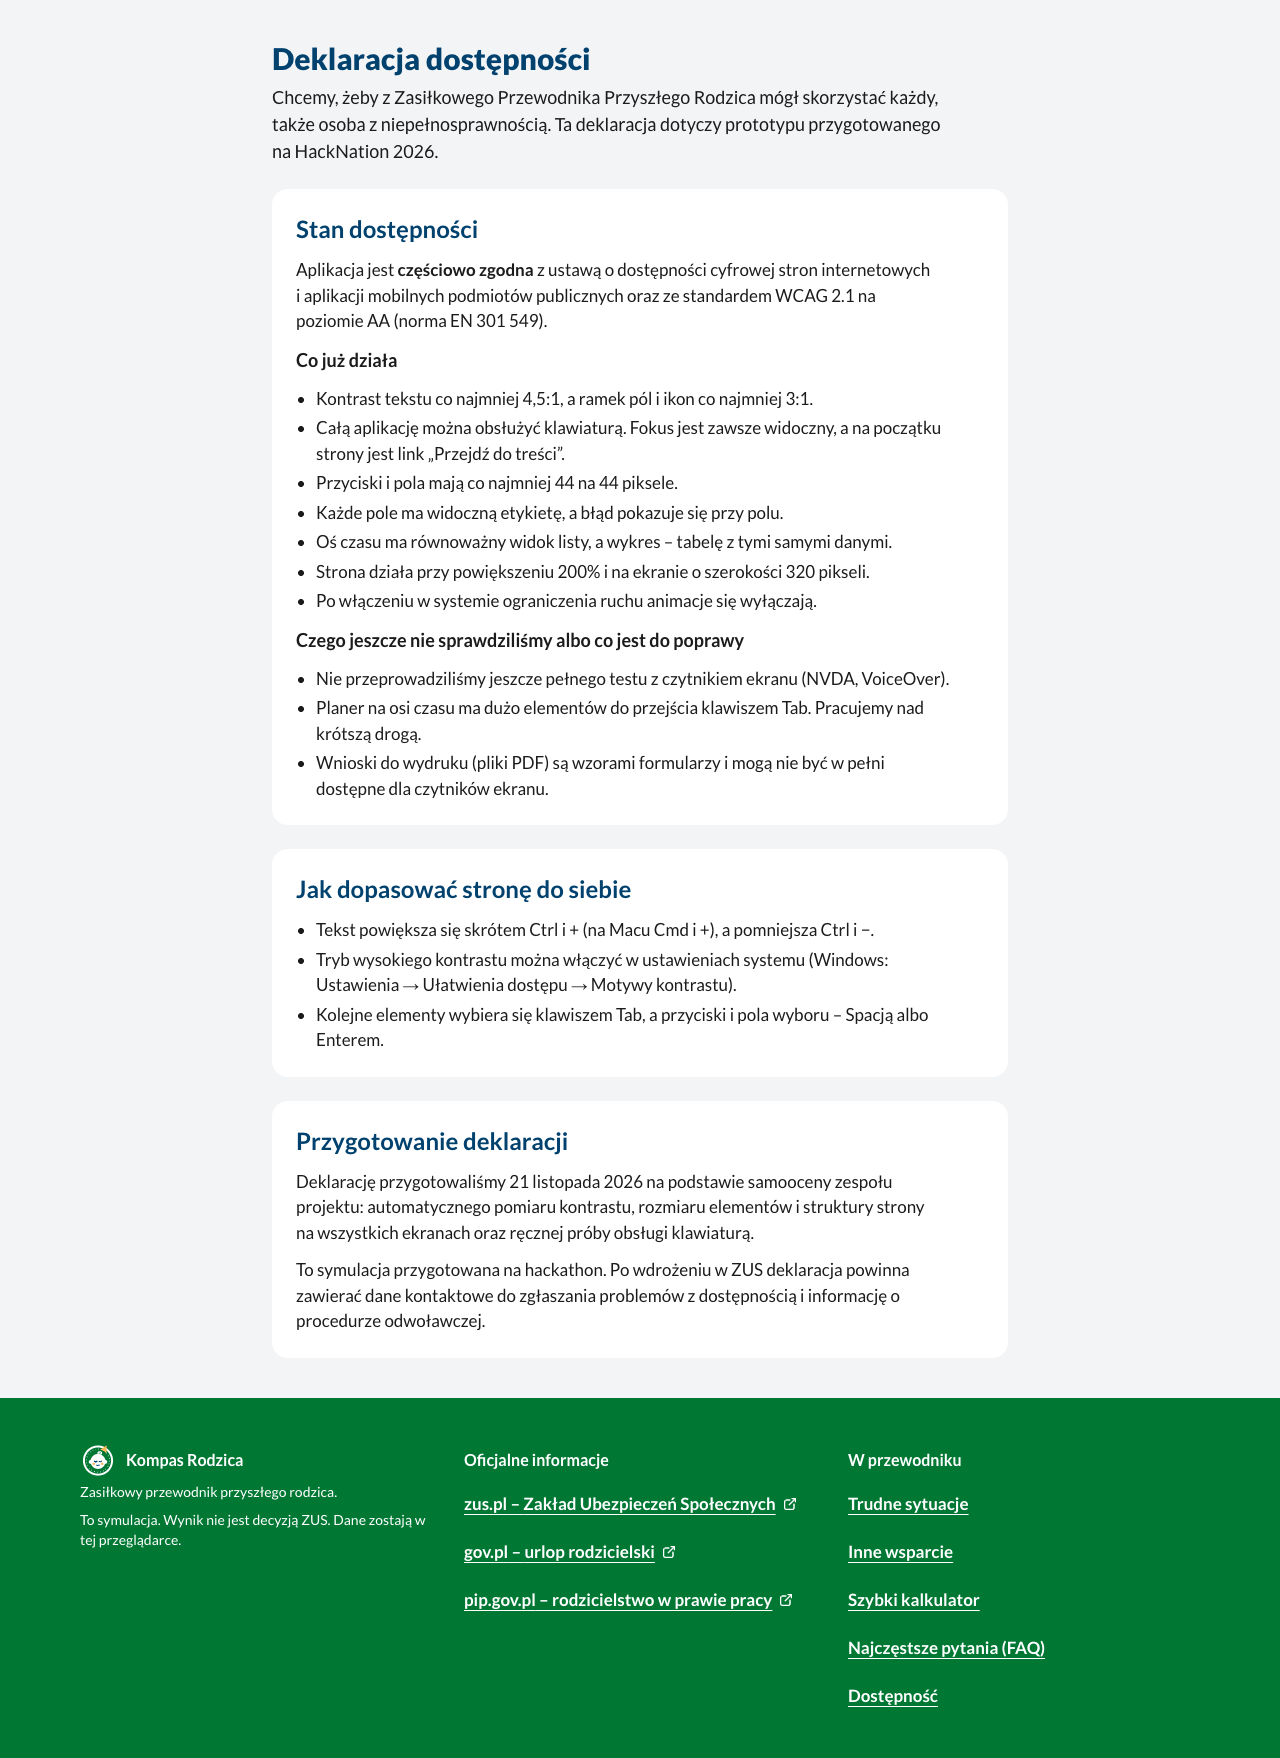 Deklaracja dostępności
Chcemy, żeby z Zasiłkowego Przewodnika Przyszłego Rodzica mógł skorzystać każdy,
także osoba z niepełnosprawnością. Ta deklaracja dotyczy prototypu przygotowanego
na HackNation 2026.
Stan dostępności
Aplikacja jest częściowo zgodna z ustawą o dostępności cyfrowej stron internetowych
i aplikacji mobilnych podmiotów publicznych oraz ze standardem WCAG 2.1 na
poziomie AA (norma EN 301 549).
Co już działa
• Kontrast tekstu co najmniej 4,5:1, a ramek pól i ikon co najmniej 3:1.
• Całą aplikację można obsłużyć klawiaturą. Fokus jest zawsze widoczny, a na początku
strony jest link „Przejdź do treści”.
• Przyciski i pola mają co najmniej 44 na 44 piksele.
• Każde pole ma widoczną etykietę, a błąd pokazuje się przy polu.
• Oś czasu ma równoważny widok listy, a wykres – tabelę z tymi samymi danymi.
• Strona działa przy powiększeniu 200% i na ekranie o szerokości 320 pikseli.
• Po włączeniu w systemie ograniczenia ruchu animacje się wyłączają.
Czego jeszcze nie sprawdziliśmy albo co jest do poprawy
• Nie przeprowadziliśmy jeszcze pełnego testu z czytnikiem ekranu (NVDA, VoiceOver).
• Planer na osi czasu ma dużo elementów do przejścia klawiszem Tab. Pracujemy nad
krótszą drogą.
• Wnioski do wydruku (pliki PDF) są wzorami formularzy i mogą nie być w pełni
dostępne dla czytników ekranu.
Jak dopasować stronę do siebie
• Tekst powiększa się skrótem Ctrl i + (na Macu Cmd i +), a pomniejsza Ctrl i −.
• Tryb wysokiego kontrastu można włączyć w ustawieniach systemu (Windows:
Ustawienia → Ułatwienia dostępu → Motywy kontrastu).
• Kolejne elementy wybiera się klawiszem Tab, a przyciski i pola wyboru – Spacją albo
Enterem.
Przygotowanie deklaracji
Deklarację przygotowaliśmy 21 listopada 2026 na podstawie samooceny zespołu
projektu: automatycznego pomiaru kontrastu, rozmiaru elementów i struktury strony
na wszystkich ekranach oraz ręcznej próby obsługi klawiaturą.
To symulacja przygotowana na hackathon. Po wdrożeniu w ZUS deklaracja powinna
zawierać dane kontaktowe do zgłaszania problemów z dostępnością i informację o
procedurze odwoławczej.
Kompas Rodzica
Zasiłkowy przewodnik przyszłego rodzica.
To symulacja. Wynik nie jest decyzją ZUS. Dane zostają w
tej przeglądarce.
Oficjalne informacje
zus.pl – Zakład Ubezpieczeń Społecznych
gov.pl – urlop rodzicielski
pip.gov.pl – rodzicielstwo w prawie pracy
W przewodniku
Trudne sytuacje
Inne wsparcie
Szybki kalkulator
Najczęstsze pytania (FAQ)
Dostępność